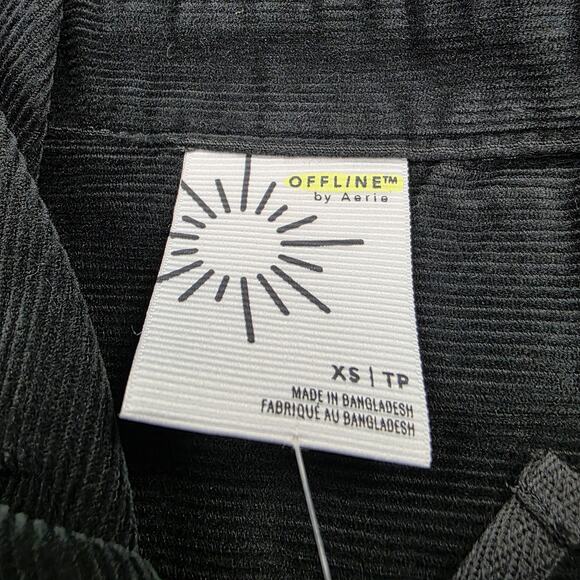 OFFLINE™
by Aerie
XS | TP
MADE IN BANGLADESH
FABRIQUÉ AU BANGLADESH